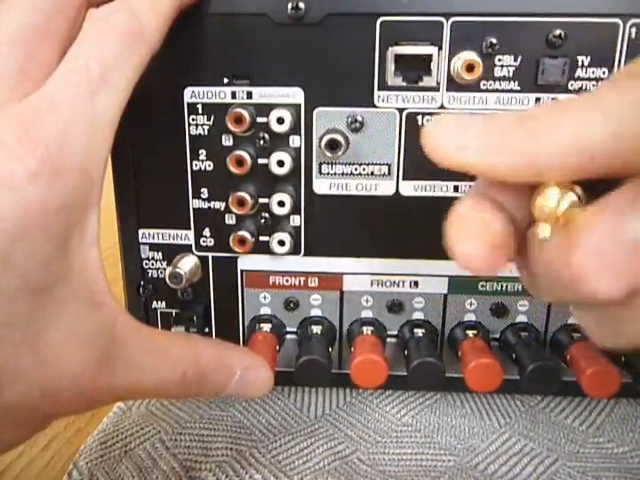 AUDIO IN
1
CBL/
SAT
R
L
2
DVD
3
Blu-ray
R
L
4
CD
SUBWOOFER
PRE OUT
NETWORK
CBL/
SAT
COAXIAL
TV
AUDIO
DIGITAL AUDIO IN
VIDEO IN
ANTENNA
FM
COAX
75Ω
AM
FRONT R
FRONT L
CENTER